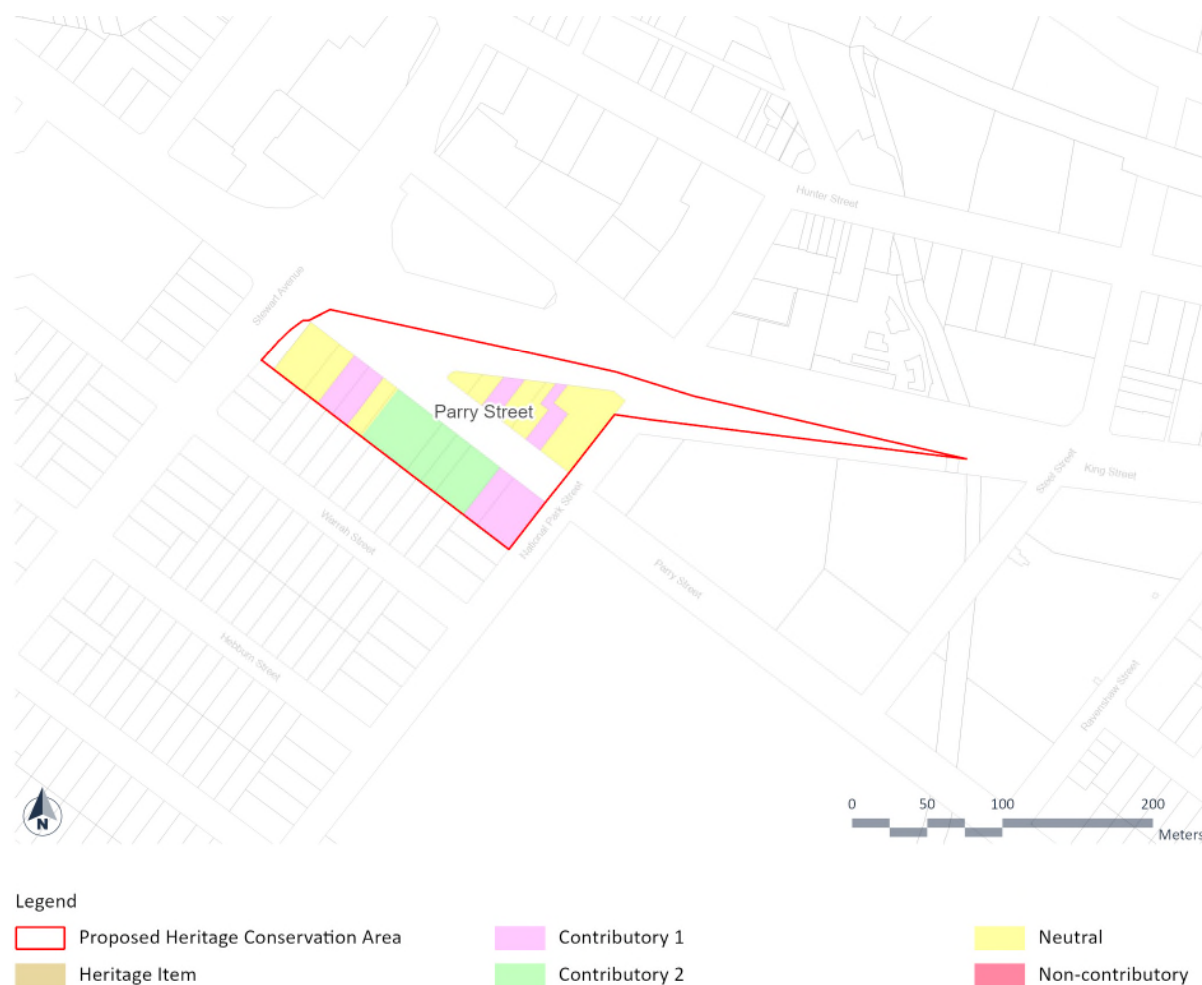 Hunter Street
Stewart Avenue
Parry Street
King Street
Steel Street
National Park Street
Warrah Street
Parry Street
Hebburn Street
Ravenshaw Street
N
0 50 100 200
Meters
Legend
Proposed Heritage Conservation Area
Contributory 1
Neutral
Heritage Item
Contributory 2
Non-contributory